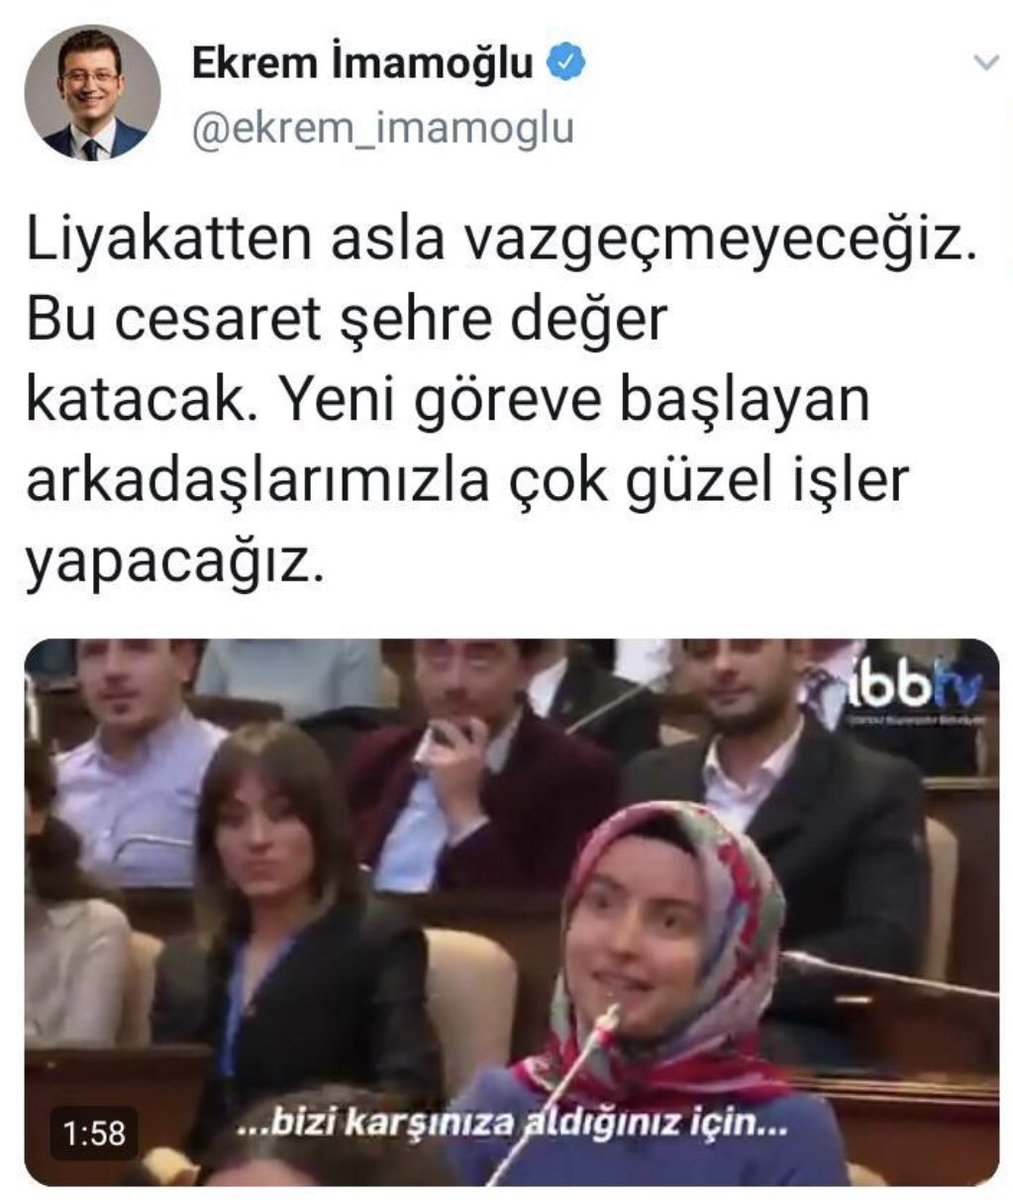 Ekrem İmamoğlu
@ekrem_imamoglu
Liyakatten asla vazgeçmeyeceğiz.
Bu cesaret şehre değer
katacak. Yeni göreve başlayan
arkadaşlarımızla çok güzel işler
yapacağız.
ibbtv
1:58
...bizi karşınıza aldığınız için...